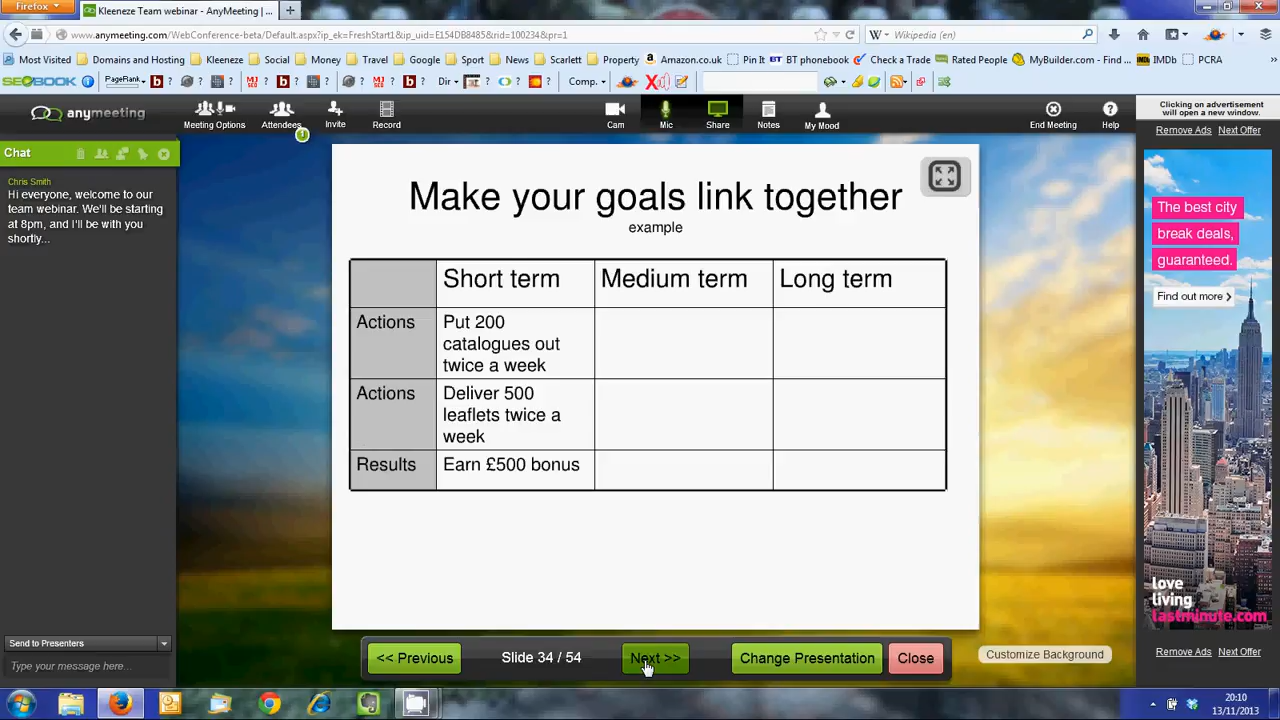 Firefox
Kleeneze Team webinar - AnyMeeting | ...
www.anymeeting.com/WebConference-beta/Default.aspx?ip_ek=FreshStart1&ip_uid=E154DB8485&rid=100234&pr=1
Wikipedia (en)
Most Visited Domains and Hosting Kleeneze Social Money Travel Google Sport News Scarlett Property Amazon.co.uk Pin It BT phonebook Check a Trade Rated People MyBuilder.com - Find ... IMDb PCRA
SEOBOOK PageRank Dir Comp.
anymeeting
Meeting Options Attendees Invite Record Cam Mic Share Notes My Mood End Meeting Help
1
Clicking on advertisement
will open a new window.
Remove Ads Next Offer
Chat
Chris Smith
Hi everyone, welcome to our
team webinar. We'll be starting
at 8pm, and I'll be with you
shortly...
Make your goals link together
example
Short term Medium term Long term
Actions Put 200
catalogues out
twice a week
Actions Deliver 500
leaflets twice a
week
Results Earn £500 bonus
The best city
break deals,
guaranteed.
Find out more
love
living
lastminute.com
Remove Ads Next Offer
Send to Presenters
Type your message here...
<< Previous Slide 34 / 54 Next >> Change Presentation Close
Customize Background
20:10
13/11/2013